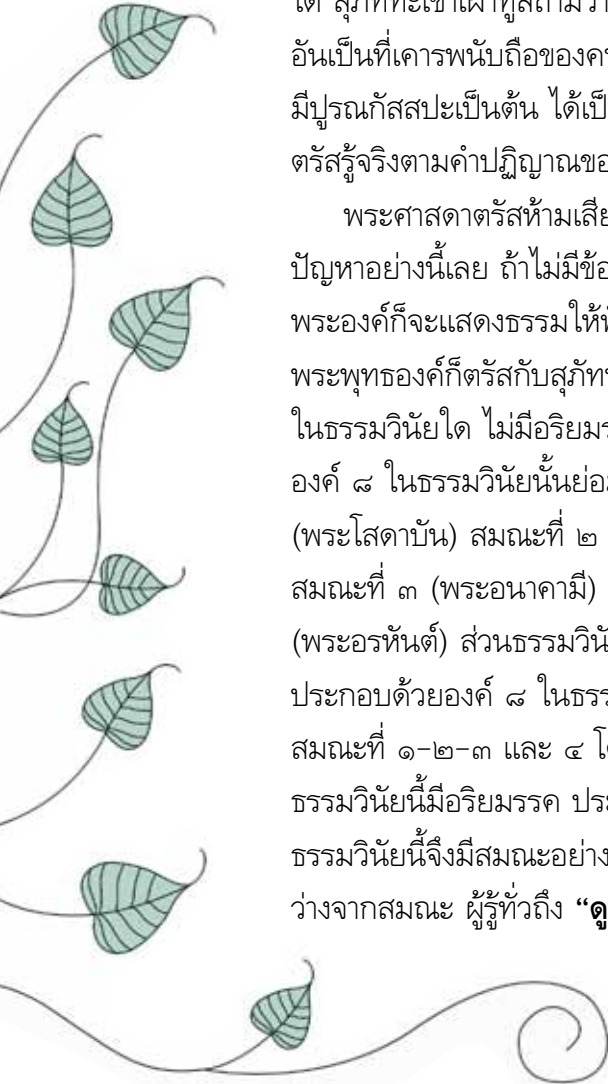 ได้ สุภัททะเข้าเฝ้าทูลถามว่า
อันเป็นที่เคารพนับถือของ
มีปูรณกัสสปะเป็นต้น ได้เป็
ตรัสรู้จริงตามคำปฏิญาณขอ
พระศาสดาตรัสห้ามเสีย
ปัญหาอย่างนี้เลย ถ้าไม่มีข้อ
พระองค์ก็จะแสดงธรรมให้
พระพุทธองค์ก็ตรัสกับสุภัท
ในธรรมวินัยใด ไม่มีอริยมร
องค์ ๘ ในธรรมวินัยนั้นย่อม
(พระโสดาบัน) สมณะที่ ๒
สมณะที่ ๓ (พระอนาคามี)
(พระอรหันต์) ส่วนธรรมวินั
ประกอบด้วยองค์ ๘ ในธรร
สมณะที่ ๑-๒-๓ และ ๔ โด
ธรรมวินัยนี้มีอริยมรรค ประ
ธรรมวินัยนี้จึงมีสมณะอย่าง
ว่างจากสมณะ ผู้รู้ทั่วถึง “ดู